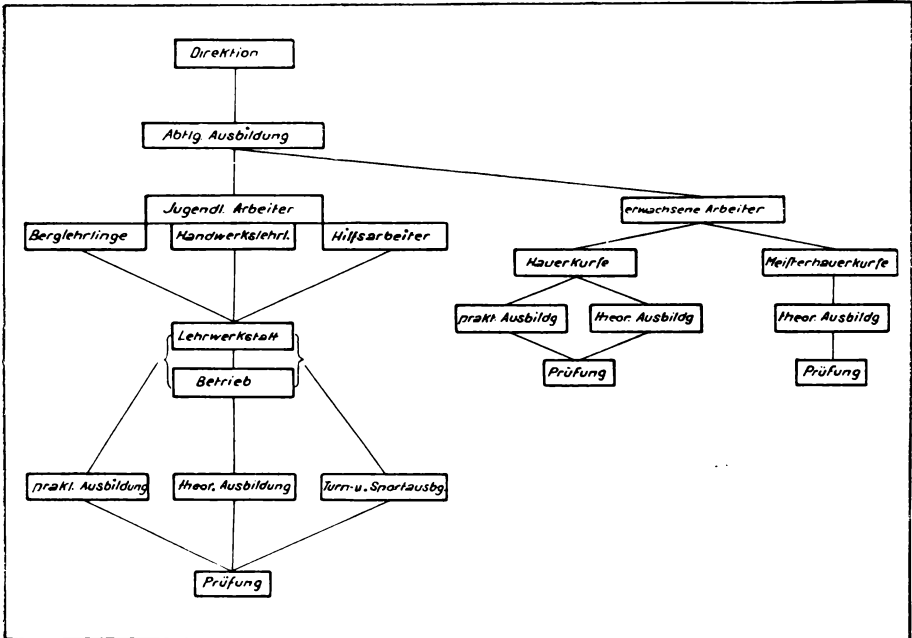 Direktion
Abtlg. Ausbildung
Jugendl. Arbeiter
Berglehrlinge
Handwerkslehrl.
Hilfsarbeiter
Lehrwerkstatt
Betrieb
prakt. Ausbildung
theor. Ausbildung
Turn- u. Sportausbg.
Prüfung
erwachsene Arbeiter
Hauerkurſe
Meiſterhauerkurſe
prakt. Ausbildg
theor. Ausbildg
theor. Ausbildg
Prüfung
Prüfung